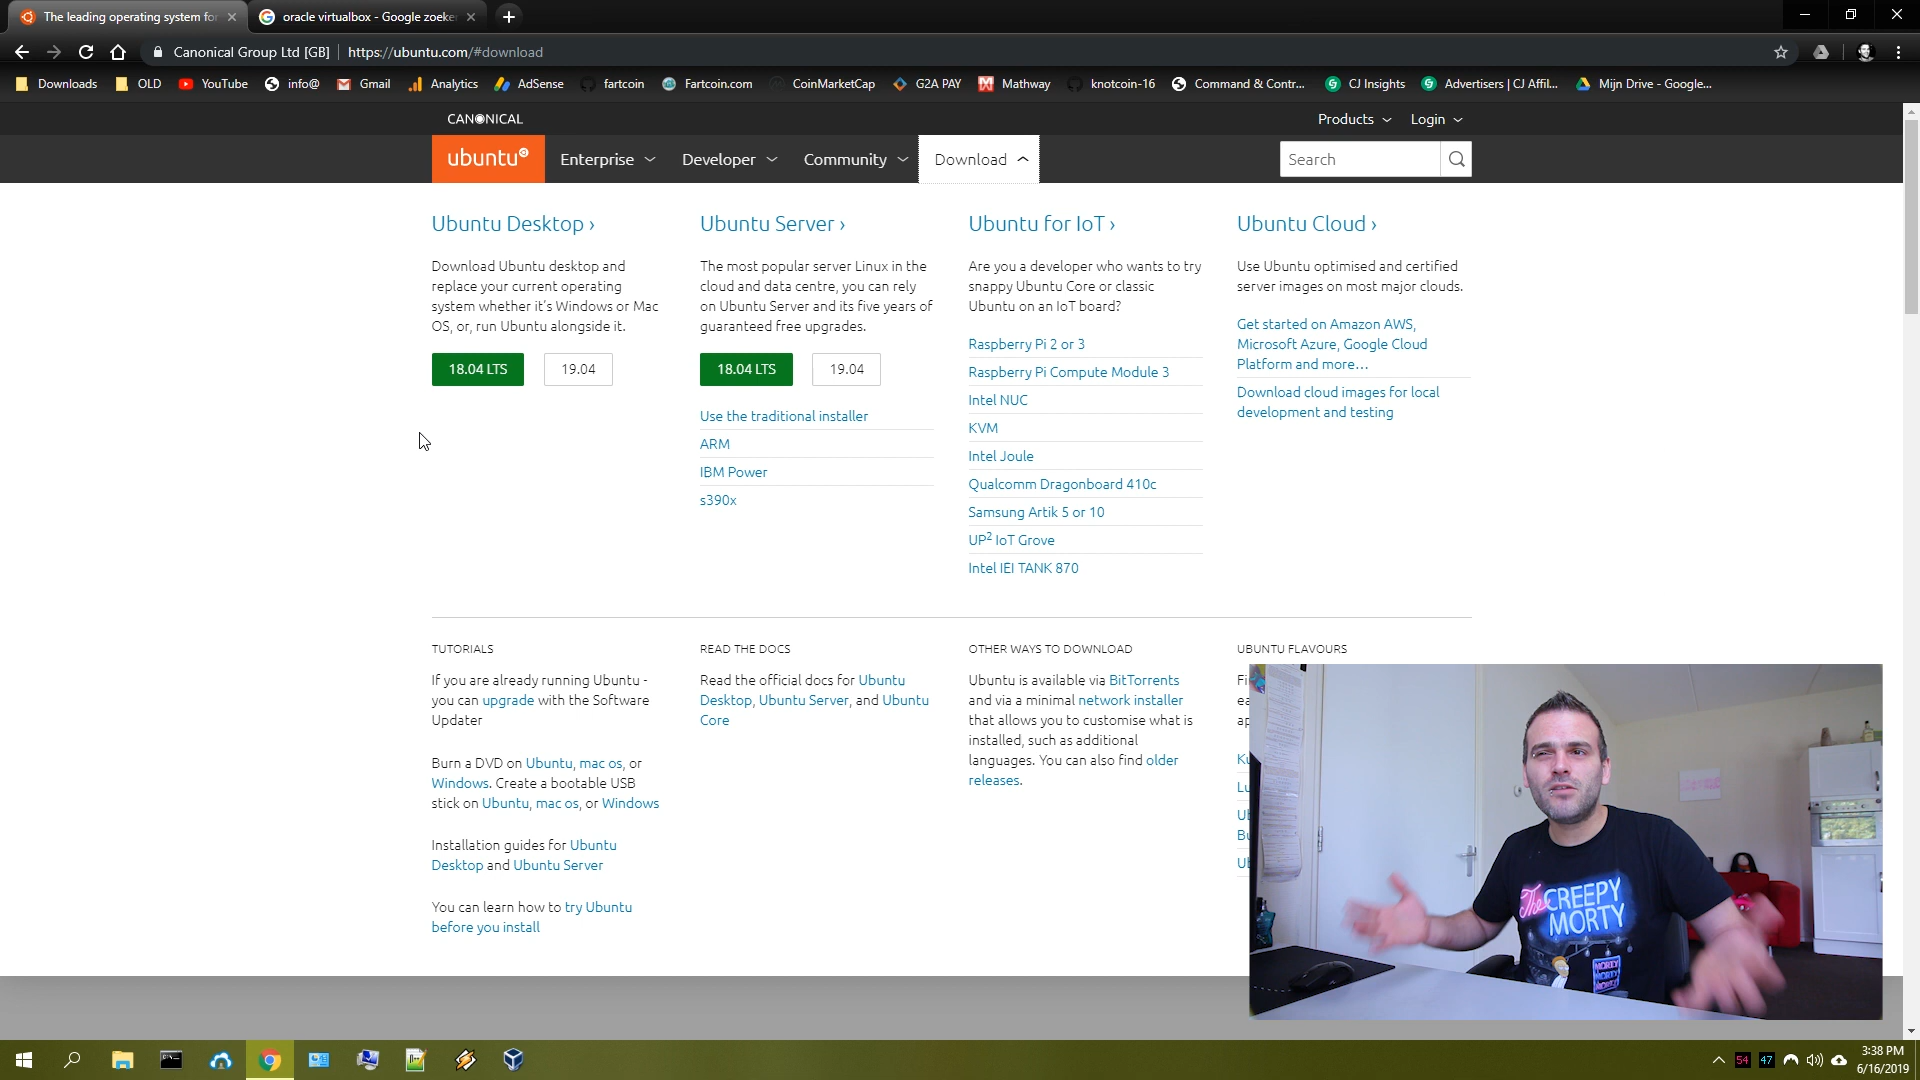 The leading operating system for
oracle virtualbox - Google zoeken
Canonical Group Ltd [GB]
https://ubuntu.com/#download
Downloads
OLD
YouTube
info@
Gmail
Analytics
AdSense
fartcoin
Fartcoin.com
CoinMarketCap
G2A PAY
Mathway
knotcoin-16
Command & Contr...
CJ Insights
Advertisers | CJ Affil...
Mijn Drive - Google...
CANONICAL
Products
Login
ubuntu
Enterprise
Developer
Community
Download
Search
Ubuntu Desktop ›
Download Ubuntu desktop and
replace your current operating
system whether it's Windows or Mac
OS, or, run Ubuntu alongside it.
18.04 LTS
19.04
Ubuntu Server ›
The most popular server Linux in the
cloud and data centre, you can rely
on Ubuntu Server and its five years of
guaranteed free upgrades.
18.04 LTS
19.04
Use the traditional installer
ARM
IBM Power
s390x
Ubuntu for IoT ›
Are you a developer who wants to try
snappy Ubuntu Core or classic
Ubuntu on an IoT board?
Raspberry Pi 2 or 3
Raspberry Pi Compute Module 3
Intel NUC
KVM
Intel Joule
Qualcomm Dragonboard 410c
Samsung Artik 5 or 10
UP² IoT Grove
Intel IEI TANK 870
Ubuntu Cloud ›
Use Ubuntu optimised and certified
server images on most major clouds.
Get started on Amazon AWS,
Microsoft Azure, Google Cloud
Platform and more...
Download cloud images for local
development and testing
TUTORIALS
If you are already running Ubuntu -
you can upgrade with the Software
Updater
Burn a DVD on Ubuntu, mac os, or
Windows. Create a bootable USB
stick on Ubuntu, mac os, or Windows
Installation guides for Ubuntu
Desktop and Ubuntu Server
You can learn how to try Ubuntu
before you install
READ THE DOCS
Read the official docs for Ubuntu
Desktop, Ubuntu Server, and Ubuntu
Core
OTHER WAYS TO DOWNLOAD
Ubuntu is available via BitTorrents
and via a minimal network installer
that allows you to customise what is
installed, such as additional
languages. You can also find older
releases.
UBUNTU FLAVOURS
The CREEPY
MORTY
54
47
3:38 PM
6/16/2019